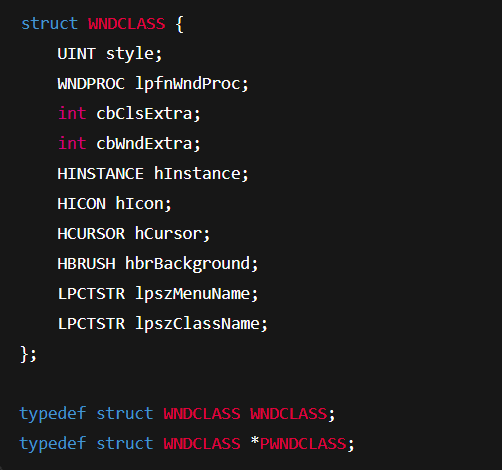 struct WNDCLASS {
    UINT style;
    WNDPROC lpfnWndProc;
    int cbClsExtra;
    int cbWndExtra;
    HINSTANCE hInstance;
    HICON hIcon;
    HCURSOR hCursor;
    HBRUSH hbrBackground;
    LPCTSTR lpszMenuName;
    LPCTSTR lpszClassName;
};

typedef struct WNDCLASS WNDCLASS;
typedef struct WNDCLASS *PWNDCLASS;